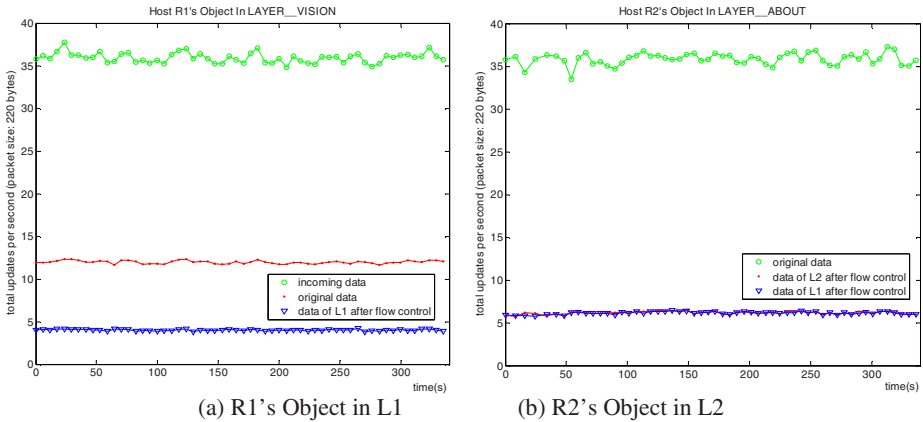 Host R1's Object In LAYER__VISION
total updates per second (packet size: 220 bytes)
40
35
30
25
20
15
10
5
0
0
50
100
150
200
250
300
time(s)
incoming data
original data
data of L1 after flow control
(a) R1's Object in L1
Host R2's Object In LAYER__ABOUT
total updates per second (packet size: 220 bytes)
40
35
30
25
20
15
10
5
0
0
50
100
150
200
250
300
time(s)
original data
data of L2 after flow control
data of L1 after flow control
(b) R2's Object in L2